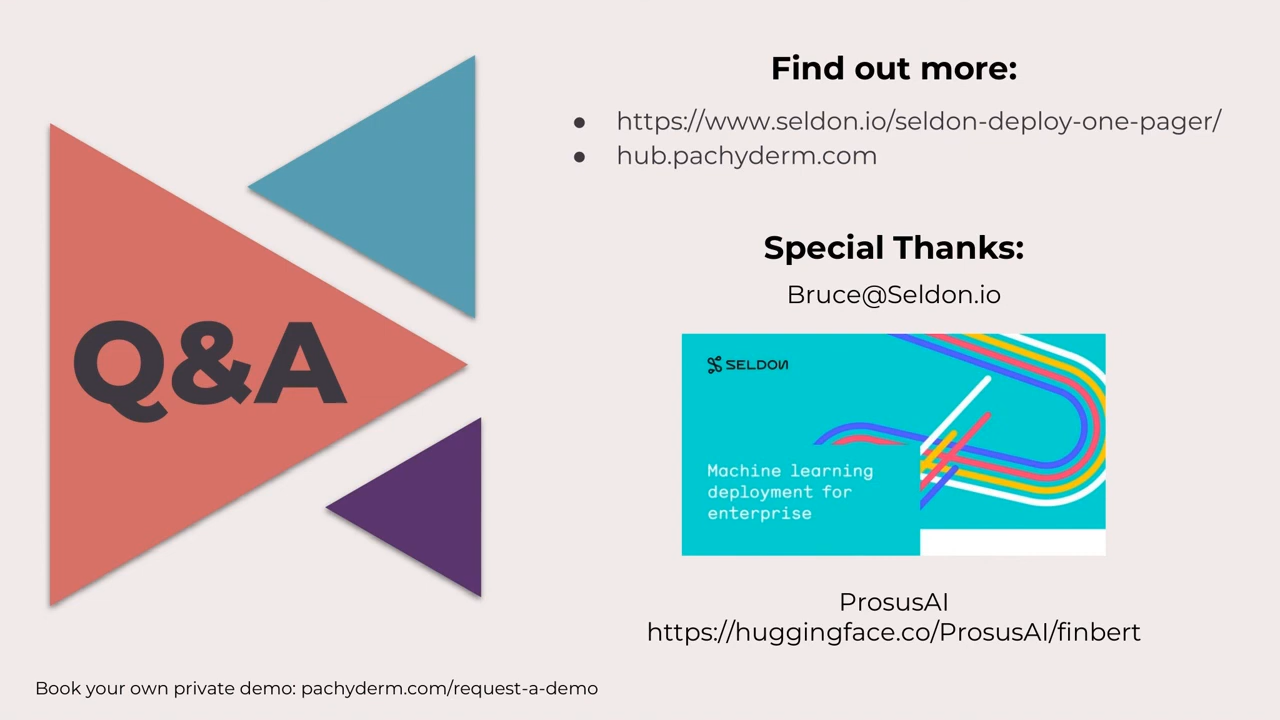 Q&A
Find out more:
● https://www.seldon.io/seldon-deploy-one-pager/
● hub.pachyderm.com
Special Thanks:
Bruce@Seldon.io
SELDON
Machine learning
deployment for
enterprise
ProsusAI
https://huggingface.co/ProsusAI/finbert
Book your own private demo: pachyderm.com/request-a-demo